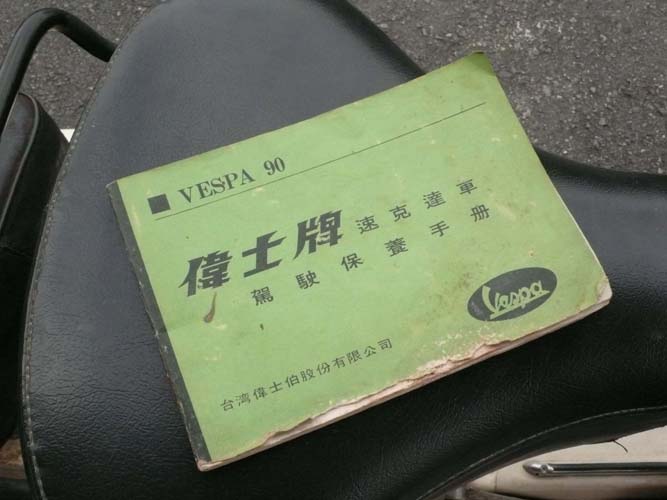 VESPA 90
偉士牌 速克達車
駕駛保養手册
Vespa
台湾偉士伯股份有限公司